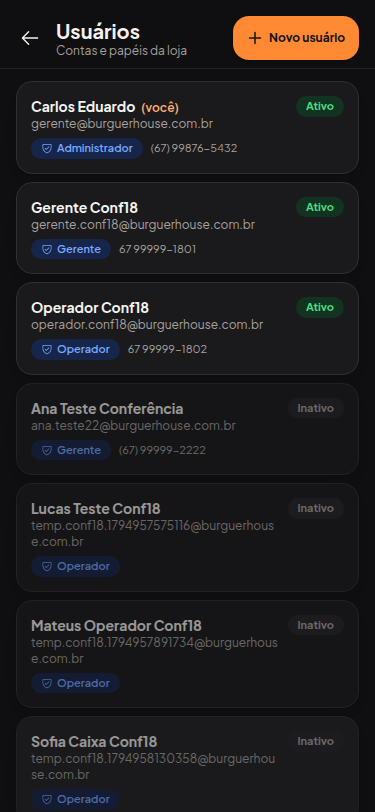 Usuários
Contas e papéis da loja
Novo usuário
Carlos Eduardo (você)
Ativo
gerente@burguerhouse.com.br
Administrador (67) 99876-5432
Gerente Conf18
Ativo
gerente.conf18@burguerhouse.com.br
Gerente 67 99999-1801
Operador Conf18
Ativo
operador.conf18@burguerhouse.com.br
Operador 67 99999-1802
Ana Teste Conferência
Inativo
ana.teste22@burguerhouse.com.br
Gerente (67) 99999-2222
Lucas Teste Conf18
Inativo
temp.conf18.1794957575116@burguerhous
e.com.br
Operador
Mateus Operador Conf18
Inativo
temp.conf18.1794957891734@burguerhous
e.com.br
Operador
Sofia Caixa Conf18
Inativo
temp.conf18.1794958130358@burguerhou
se.com.br
Operador